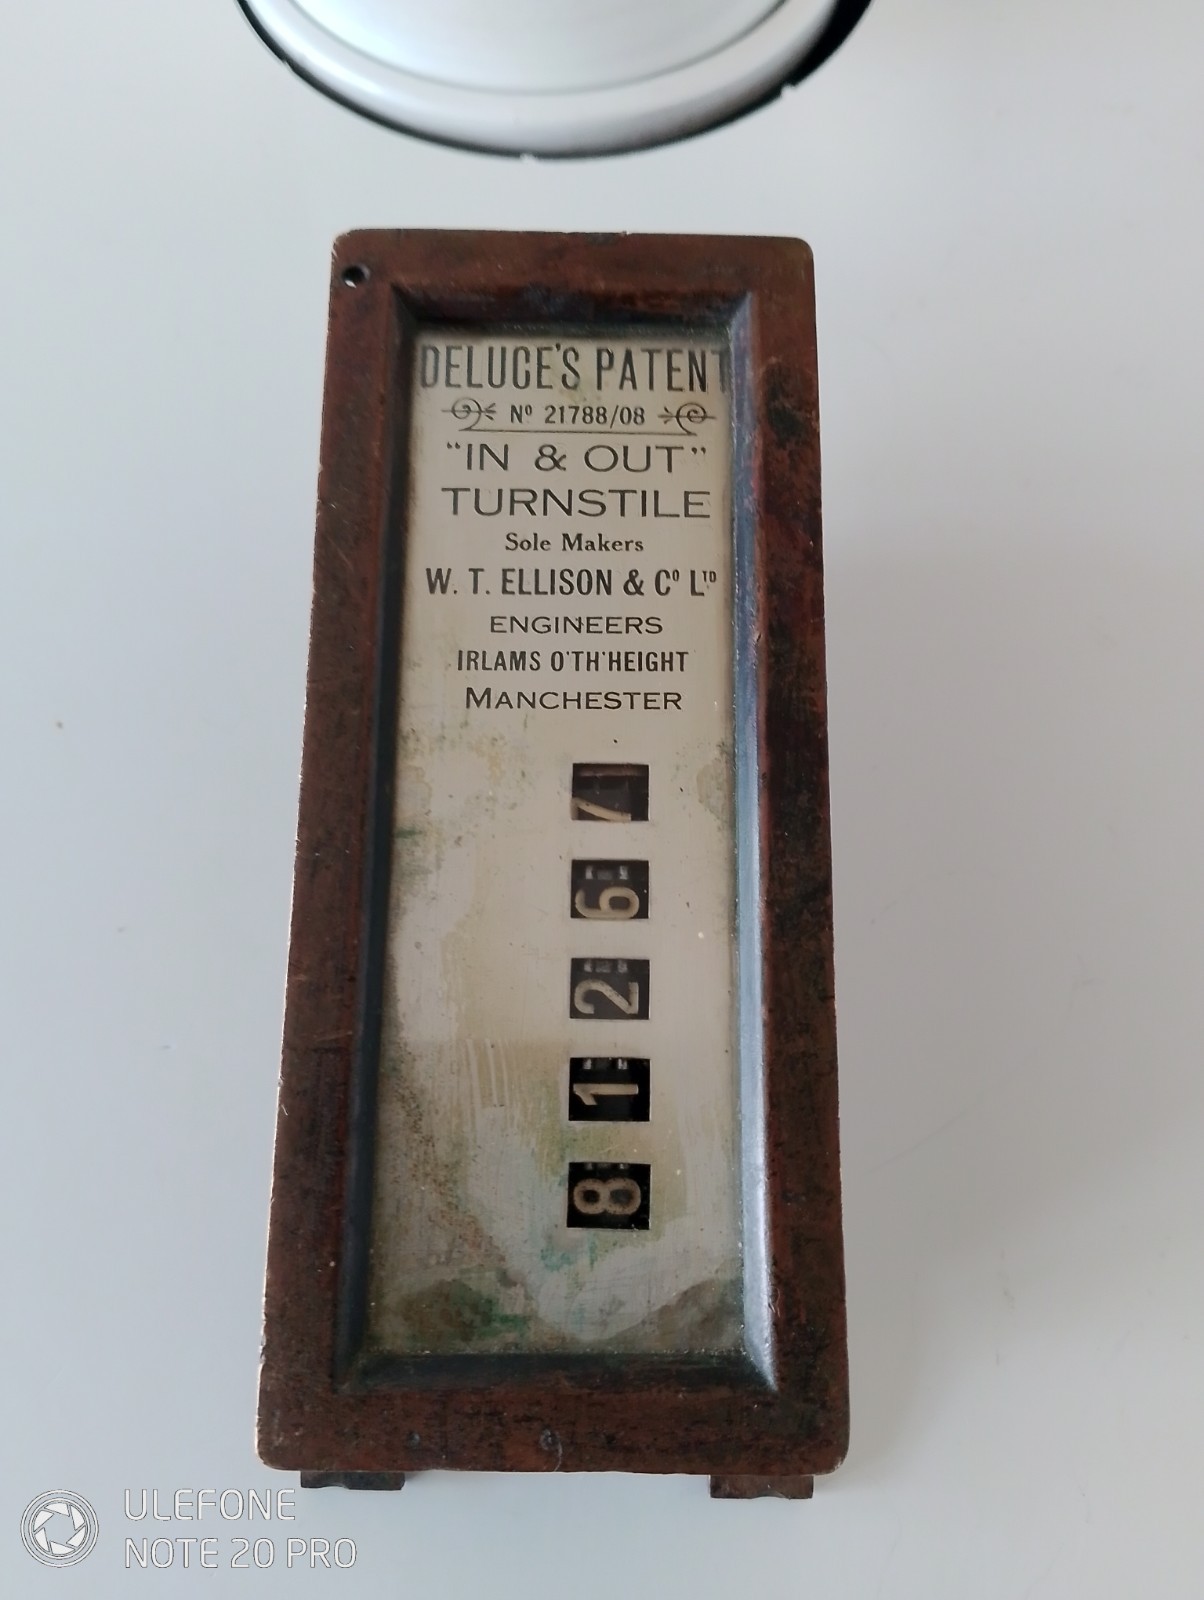 DELUCE'S PATENT
Nº 21788/08
"IN & OUT"
TURNSTILE
Sole Makers
W. T. ELLISON & Cº LTD
ENGINEERS
IRLAMS O'TH'HEIGHT
MANCHESTER
7
6
2
1
8
ULEFONE
NOTE 20 PRO